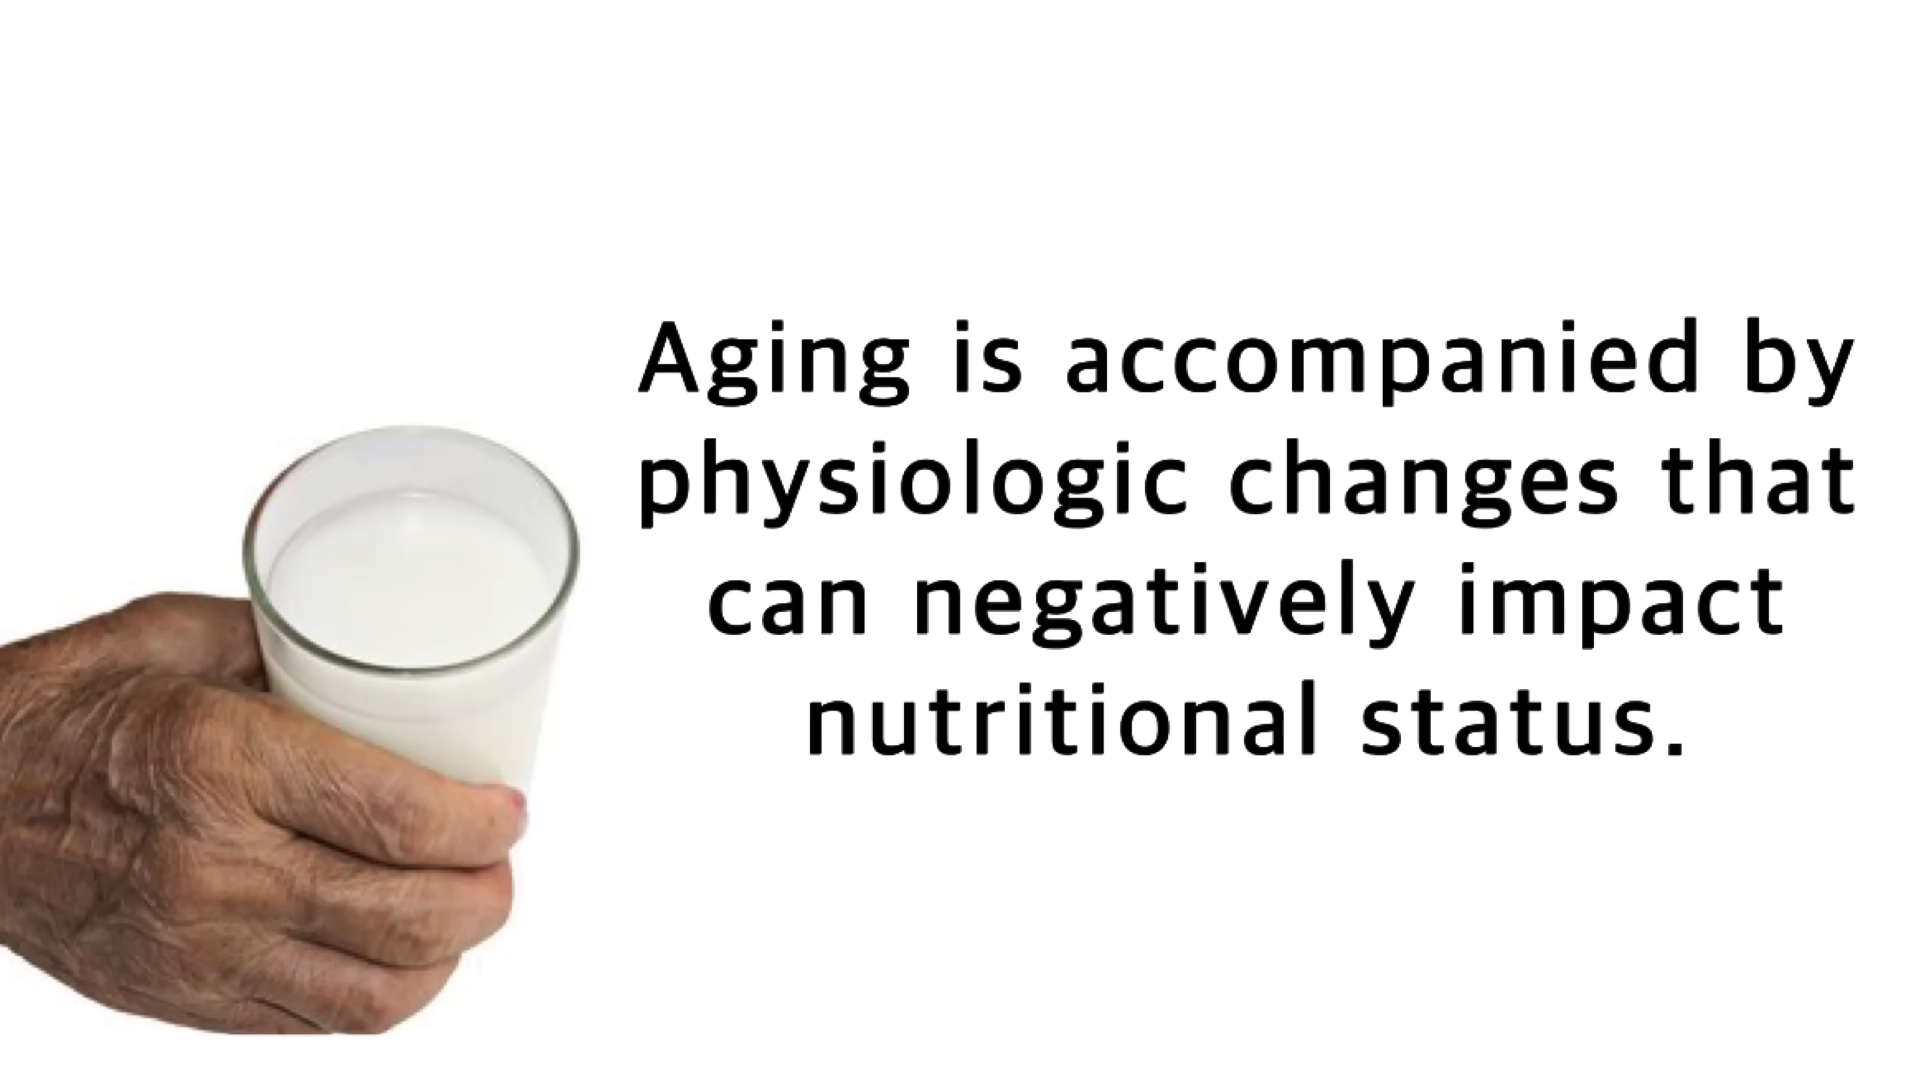 Aging is accompanied by
physiologic changes that
can negatively impact
nutritional status.